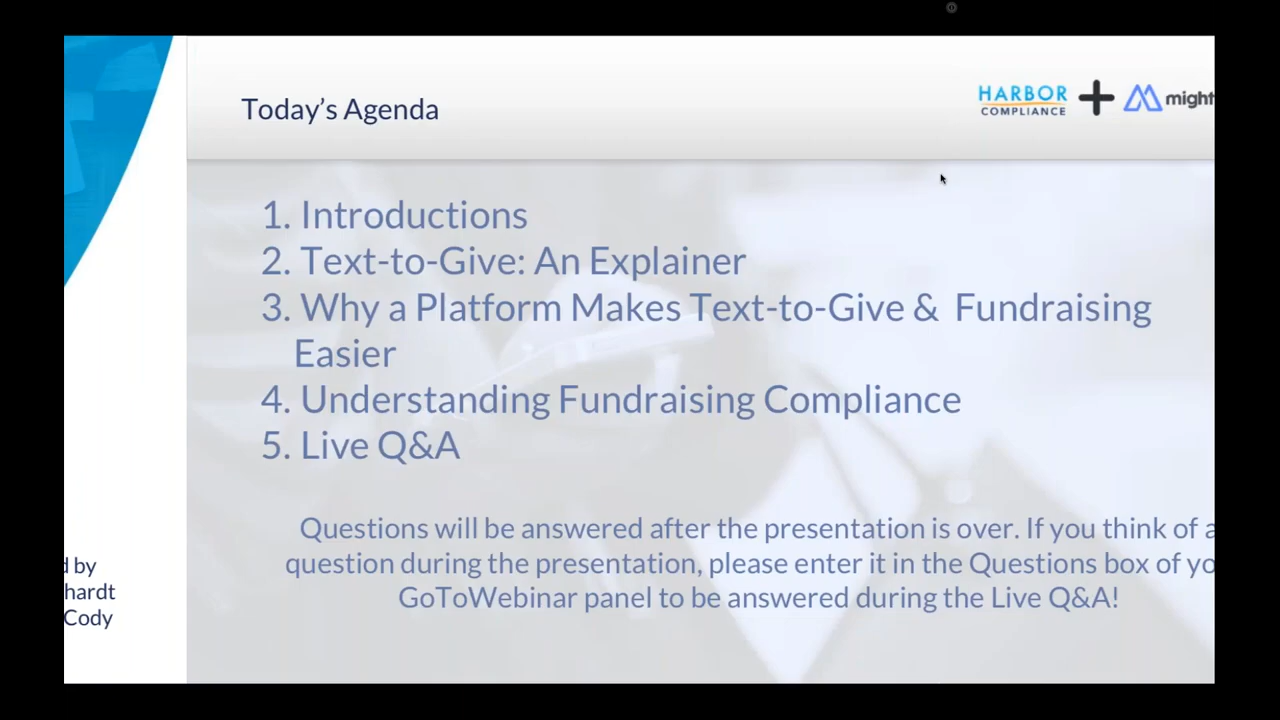 Today's Agenda
HARBOR
COMPLIANCE
might
1. Introductions
2. Text-to-Give: An Explainer
3. Why a Platform Makes Text-to-Give & Fundraising
Easier
4. Understanding Fundraising Compliance
5. Live Q&A
Questions will be answered after the presentation is over. If you think of a
question during the presentation, please enter it in the Questions box of yo
GoToWebinar panel to be answered during the Live Q&A!
d by
hardt
Cody